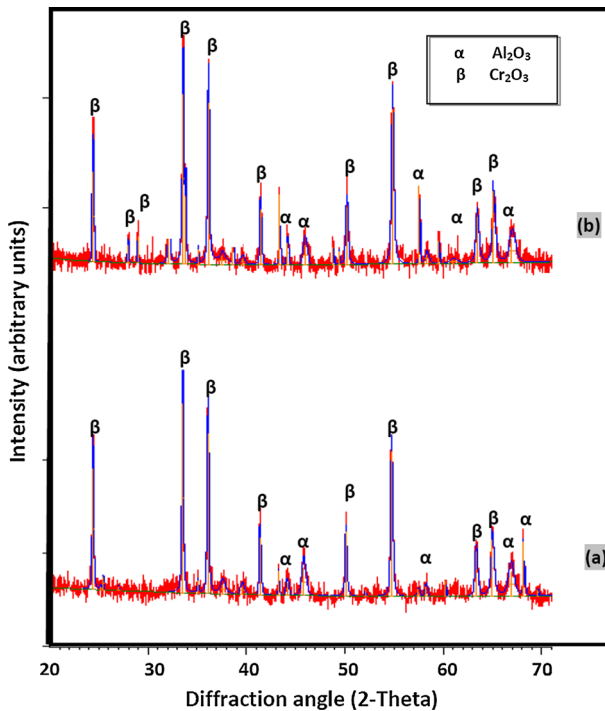 β
β
β
β
α Al₂O₃
β Cr₂O₃
β
β
β
α
α
β
α
β
β
α
α
(b)
β
β
β
β
β
α
α
β
α
β
β
α
α
(a)
Intensity (arbitrary units)
20 30 40 50 60 70
Diffraction angle (2-Theta)